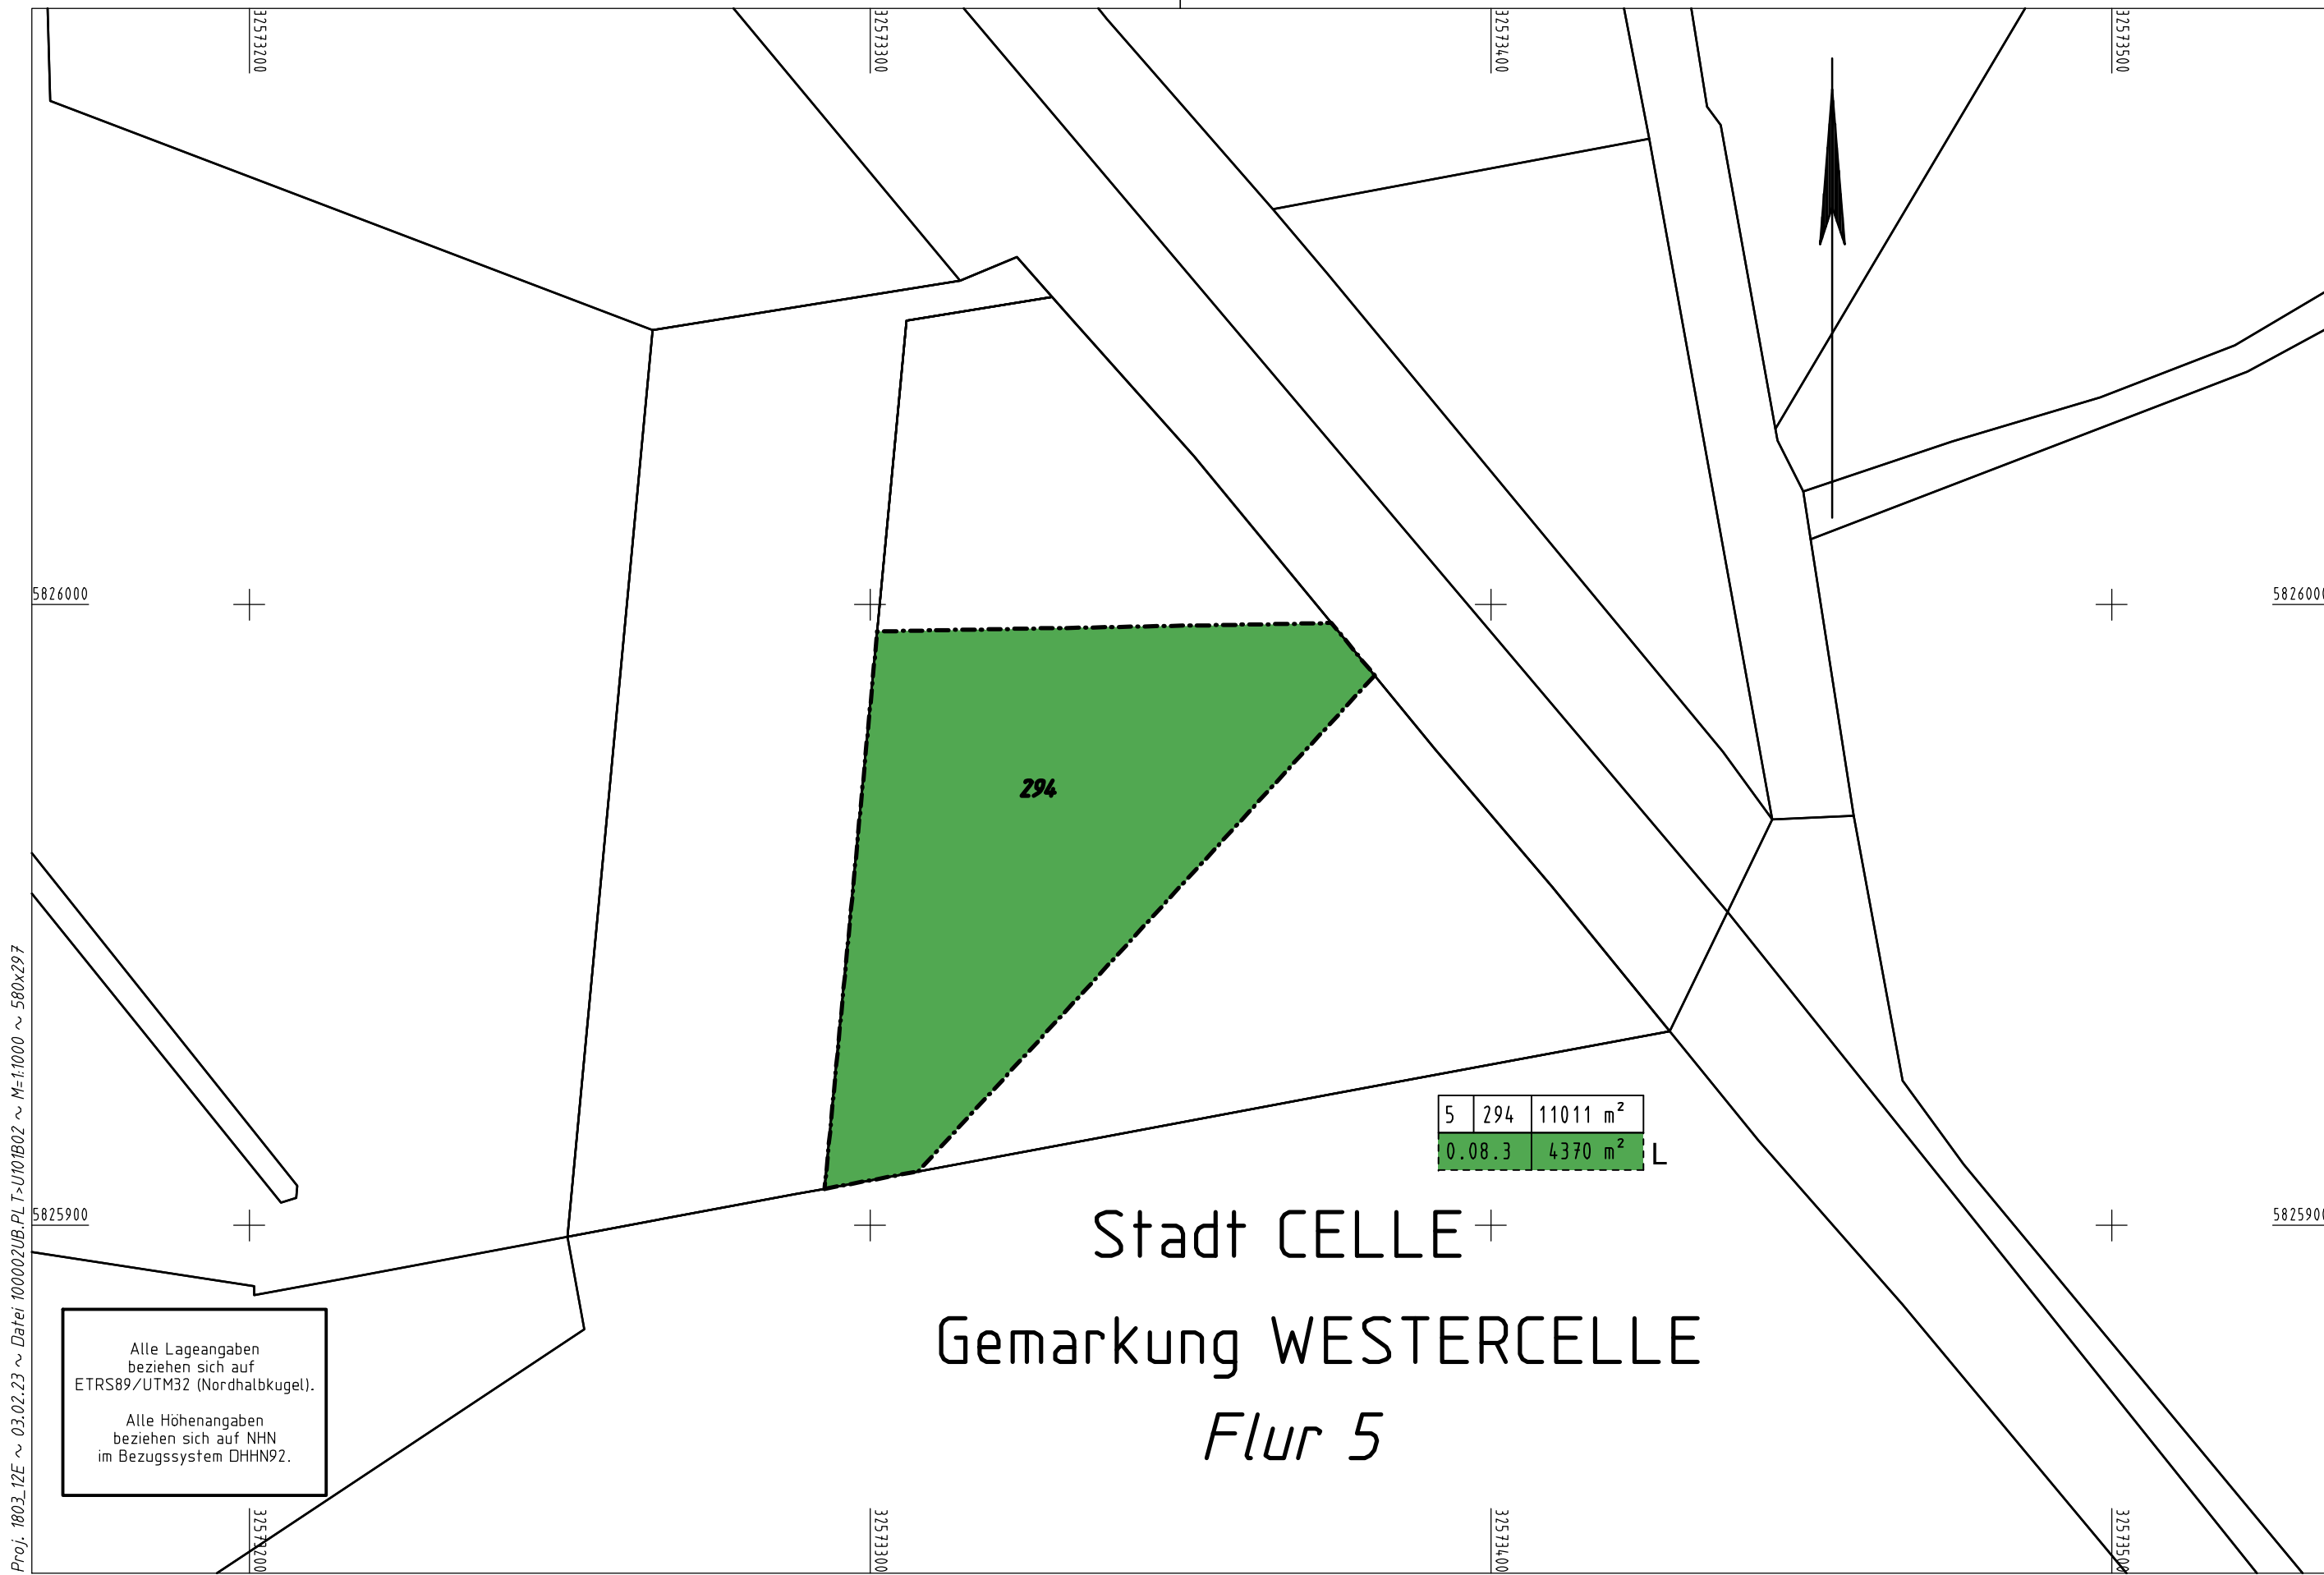 32573200
32573300
32573400
32573500
5826000
5826000
294
5 294 11011 m²
0.08.3 4370 m² L
5825900
5825900
Stadt CELLE
Gemarkung WESTERCELLE
Flur 5
Alle Lageangaben
beziehen sich auf
ETRS89/UTM32 (Nordhalbkugel).
Alle Höhenangaben
beziehen sich auf NHN
im Bezugssystem DHHN92.
32573200
32573300
32573400
32573500
Proj. 1803_12E ~ 03.02.23 ~ Datei 100002UB.PLT>U101B02 ~ M=1:1000 ~ 580x297